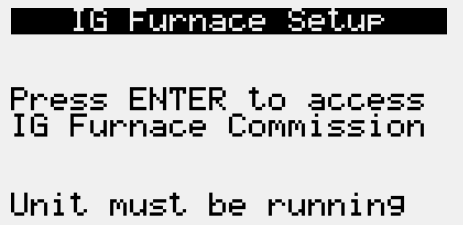 IG Furnace Setup
Press ENTER to access
IG Furnace Commission
Unit must be running